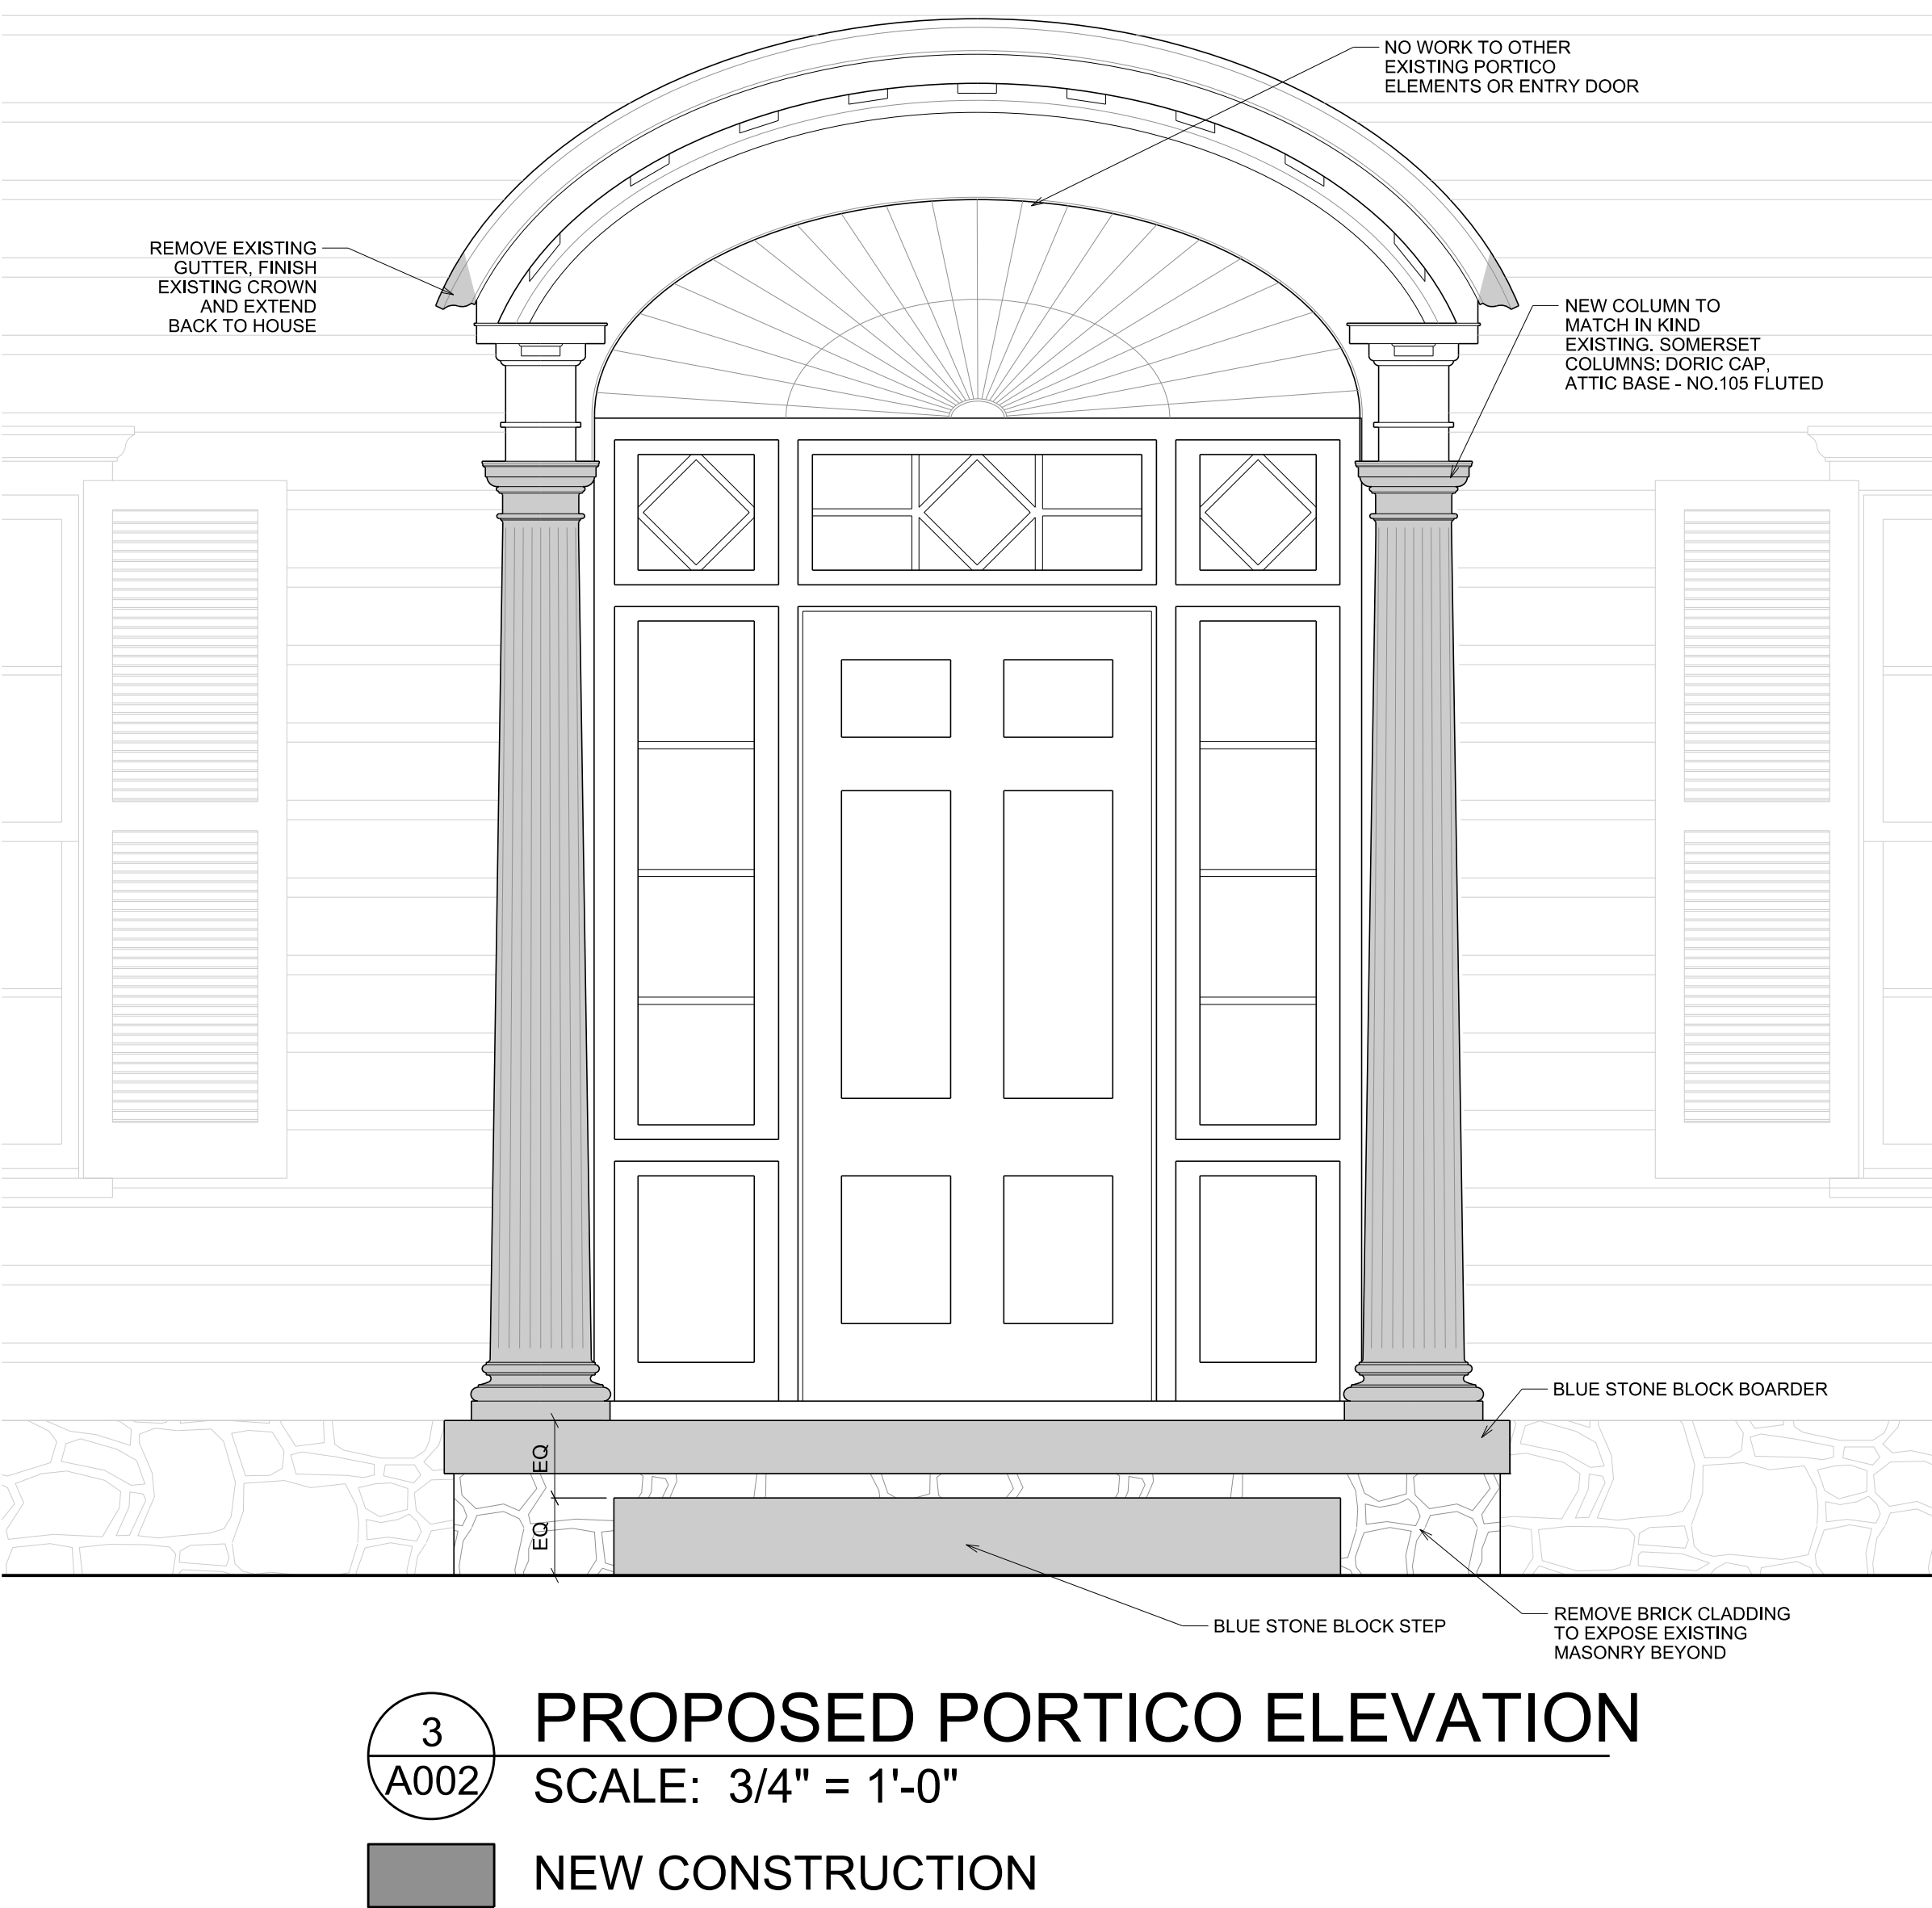 NO WORK TO OTHER
EXISTING PORTICO
ELEMENTS OR ENTRY DOOR
REMOVE EXISTING
GUTTER, FINISH
EXISTING CROWN
AND EXTEND
BACK TO HOUSE
NEW COLUMN TO
MATCH IN KIND
EXISTING. SOMERSET
COLUMNS: DORIC CAP,
ATTIC BASE - NO.105 FLUTED
BLUE STONE BLOCK BOARDER
EQ
EQ
BLUE STONE BLOCK STEP
REMOVE BRICK CLADDING
TO EXPOSE EXISTING
MASONRY BEYOND
3
A002
PROPOSED PORTICO ELEVATION
SCALE: 3/4" = 1'-0"
NEW CONSTRUCTION